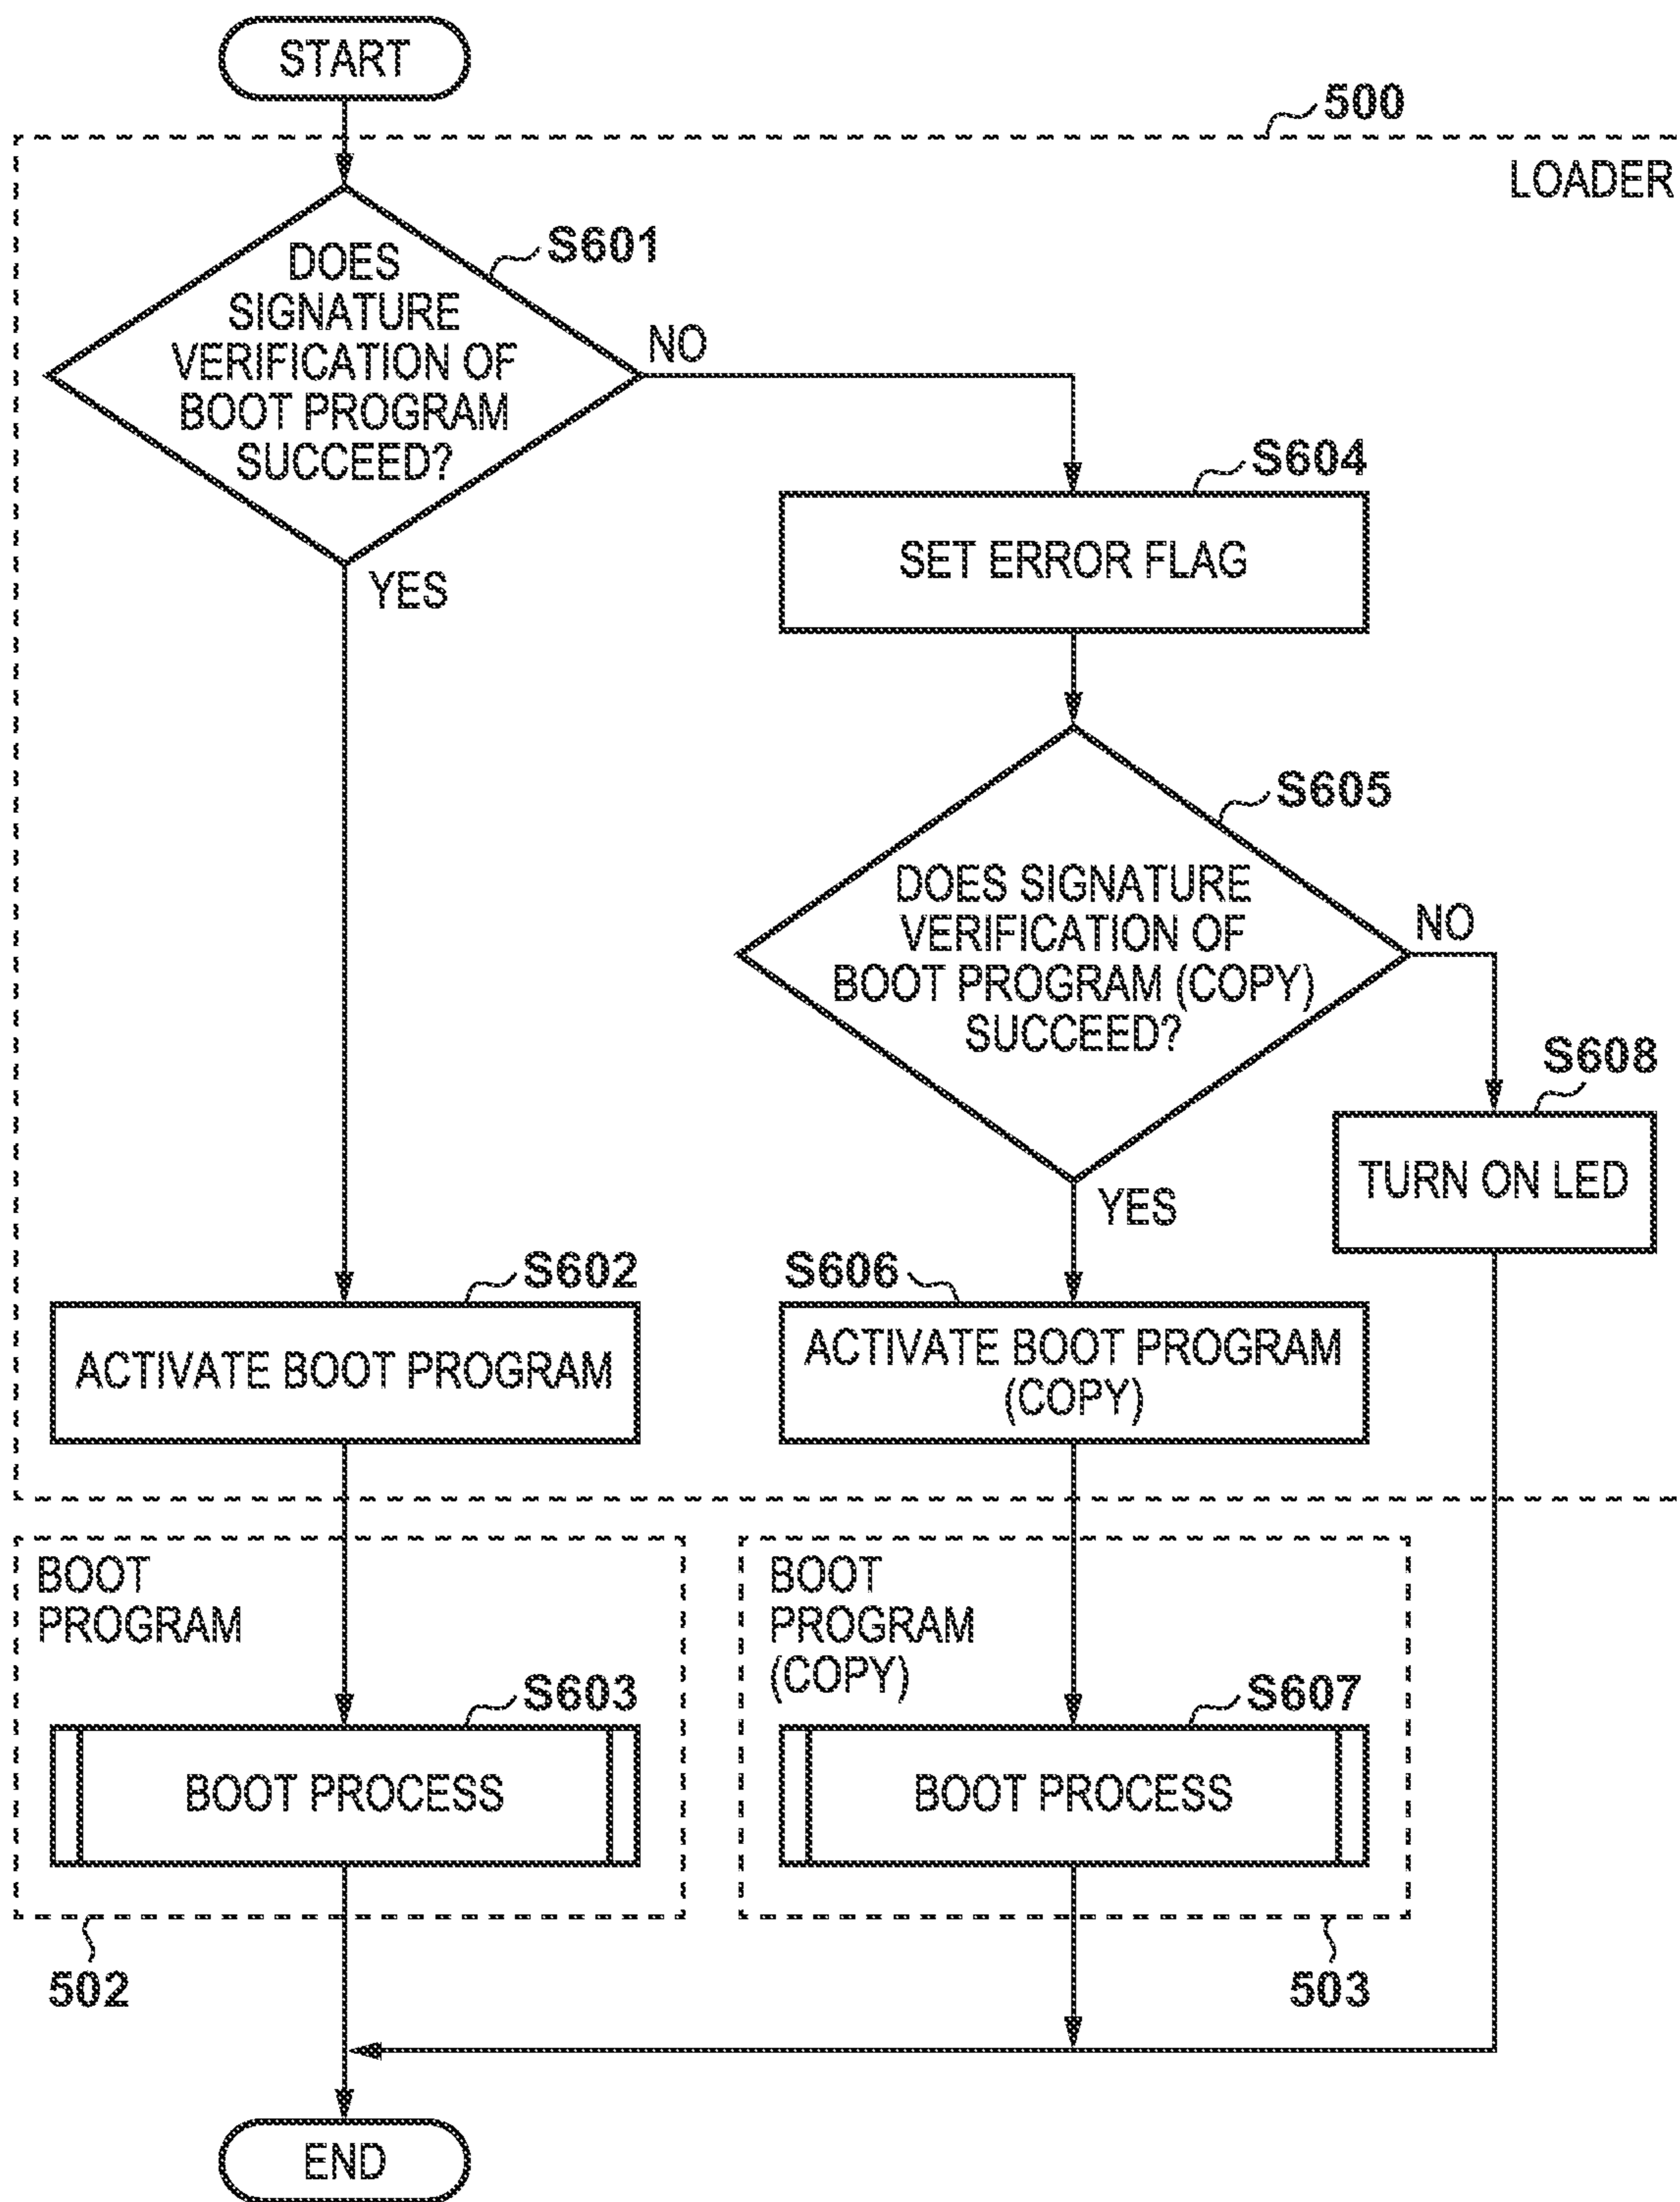 START
500
LOADER
S601
DOES
SIGNATURE
VERIFICATION OF
BOOT PROGRAM
SUCCEED?
NO
YES
S604
SET ERROR FLAG
S605
DOES SIGNATURE
VERIFICATION OF
BOOT PROGRAM (COPY)
SUCCEED?
NO
YES
S608
TURN ON LED
S602
ACTIVATE BOOT PROGRAM
S606
ACTIVATE BOOT PROGRAM
(COPY)
BOOT
PROGRAM
S603
BOOT PROCESS
502
BOOT
PROGRAM
(COPY)
S607
BOOT PROCESS
503
END